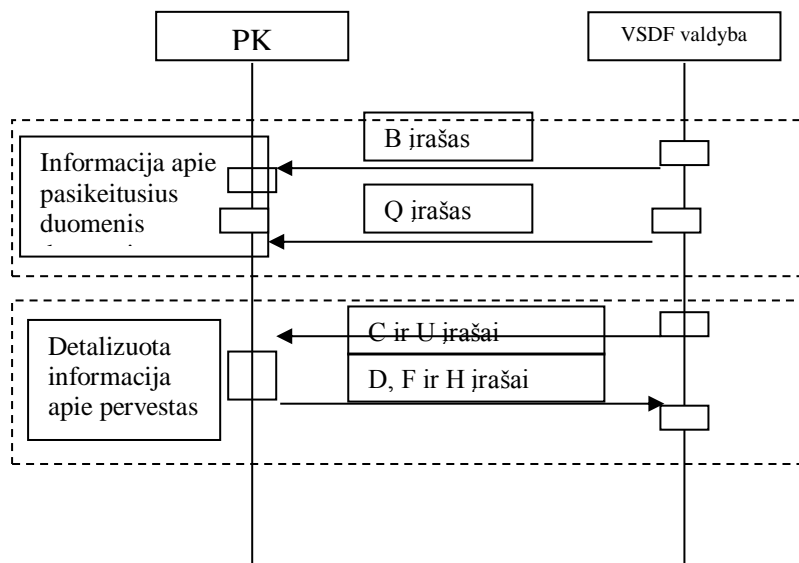 PK
VSDF valdyba
B įrašas
Informacija apie
pasikeitusius
duomenis
Q įrašas
C ir U įrašai
Detalizuota
informacija
apie pervestas
D, F ir H įrašai